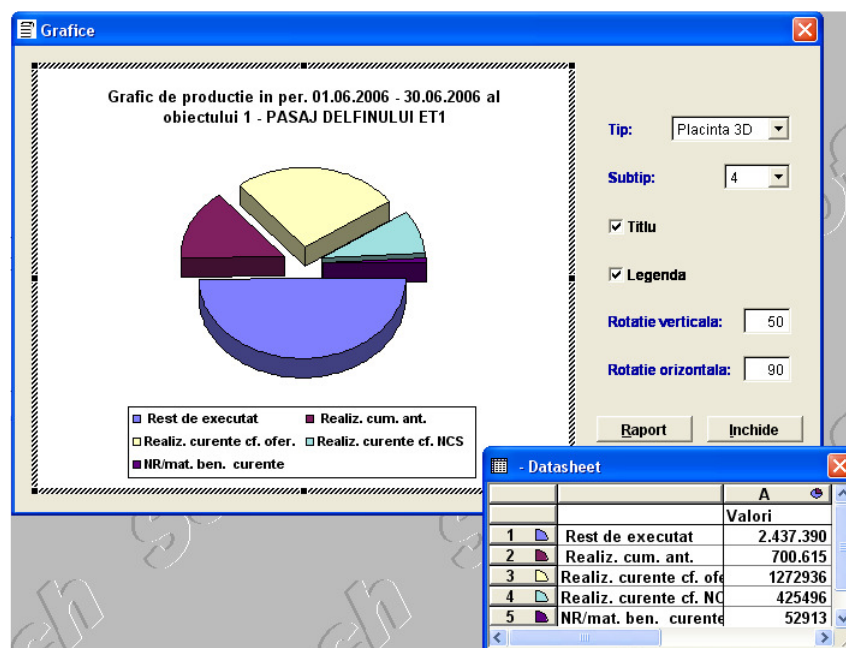 Grafice
Grafic de productie in per. 01.06.2006 - 30.06.2006 al
obiectului 1 - PASAJ DELFINULUI ET1
Tip: Placinta 3D
Subtip: 4
Titlu
Legenda
Rotatie verticala: 50
Rotatie orizontala: 90
Rest de executat Realiz. cum. ant.
Realiz. curente cf. ofer. Realiz. curente cf. NCS
NR/mat. ben. curente
Raport Inchide
- Datasheet
A
Valori
1 Rest de executat 2.437.390
2 Realiz. cum. ant. 700.615
3 Realiz. curente cf. ofe 1272936
4 Realiz. curente cf. NC 425496
5 NR/mat. ben. curente 52913